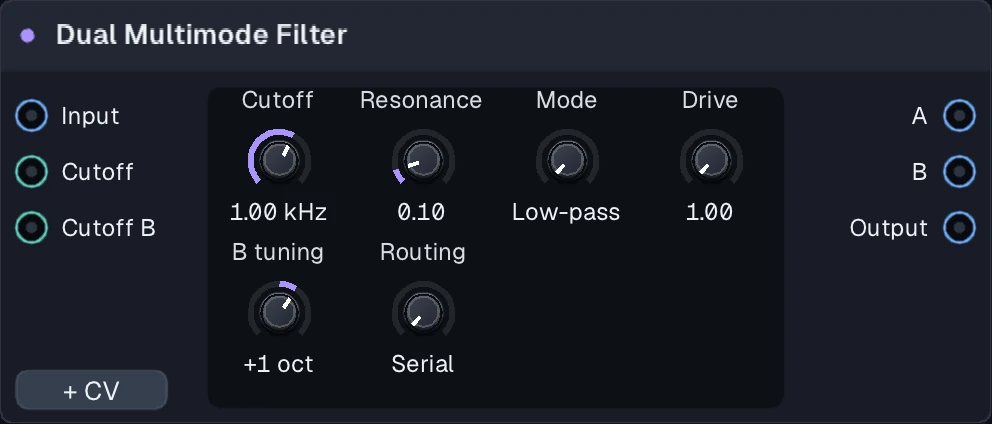 Dual Multimode Filter
Input
Cutoff
Cutoff B
+ CV
Cutoff Resonance Mode Drive
1.00 kHz 0.10 Low-pass 1.00
B tuning Routing
+1 oct Serial
A
B
Output